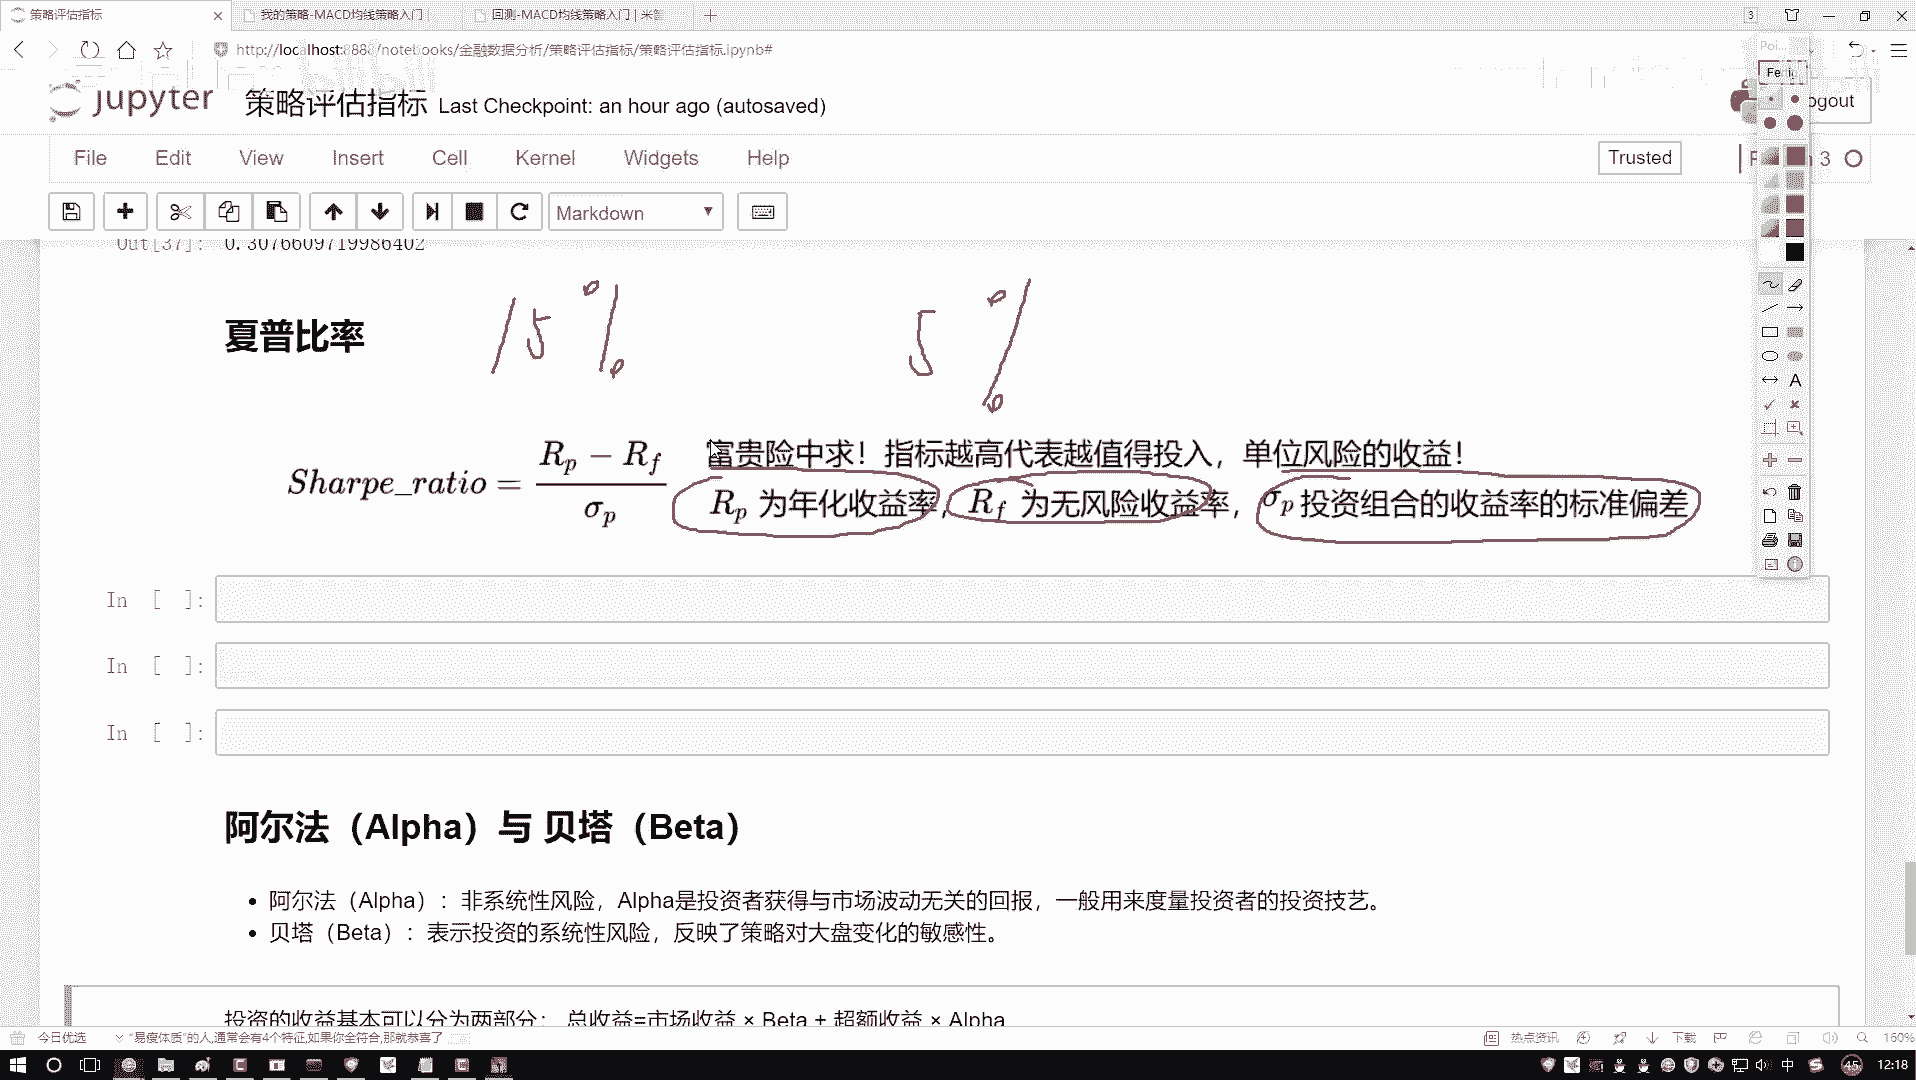 策略评估指标
我的策略-MACD均线策略入门
回测-MACD均线策略入门 | 米
3
http://localhost:8888/notebooks/金融数据分析/策略评估指标/策略评估指标.ipynb#
jupyter 策略评估指标 Last Checkpoint: an hour ago (autosaved)
ogout
File Edit View Insert Cell Kernel Widgets Help
Trusted
3
Markdown
Out[37]: 0.3076609719986402
15% 5%
夏普比率
Sharpe_ratio = (Rp − Rf) / σp
富贵险中求！指标越高代表越值得投入，单位风险的收益！
Rp 为年化收益率，Rf 为无风险收益率，σp 投资组合的收益率的标准偏差
In [ ]:
In [ ]:
In [ ]:
阿尔法（Alpha）与 贝塔（Beta）
• 阿尔法（Alpha）：非系统性风险，Alpha是投资者获得与市场波动无关的回报，一般用来度量投资者的投资技艺。
• 贝塔（Beta）：表示投资的系统性风险，反映了策略对大盘变化的敏感性。
投资的收益基本可以分为两部分： 总收益=市场收益 × Beta + 超额收益 × Alpha
今日优选
“易瘦体质”的人,通常会有4个特征,如果你全符合,那就恭喜了
热点资讯
下载
160%
中
45
12:18